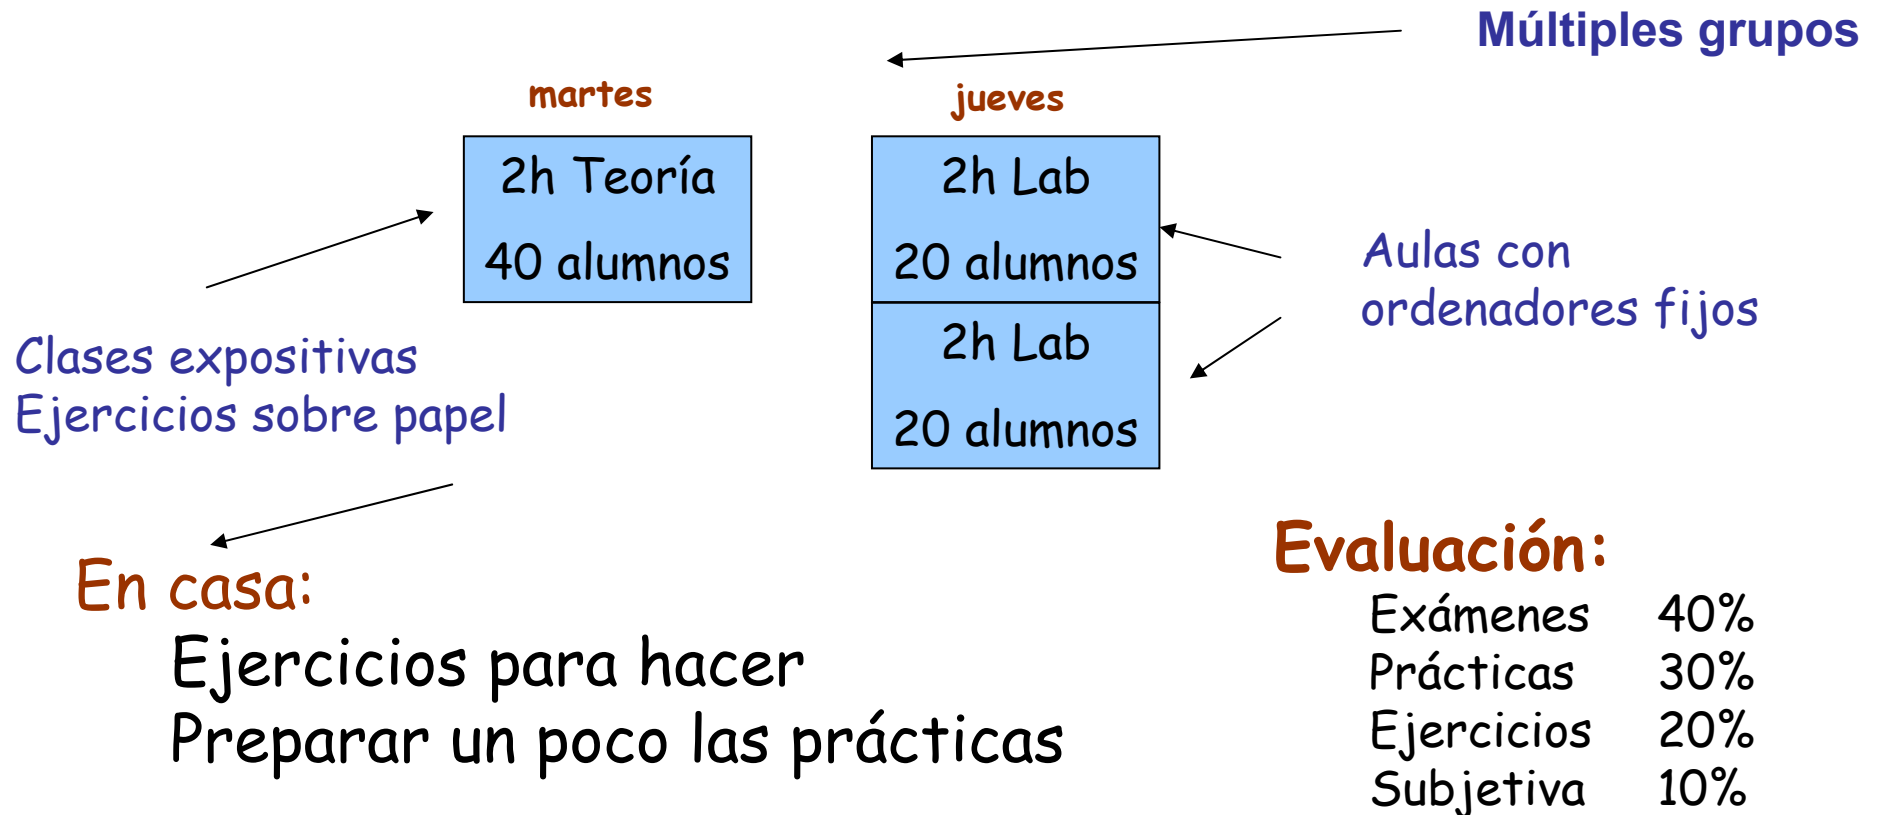 Múltiples grupos
martes
jueves
2h Teoría
40 alumnos
2h Lab
20 alumnos
2h Lab
20 alumnos
Aulas con
ordenadores fijos
Clases expositivas
Ejercicios sobre papel
En casa:
Ejercicios para hacer
Preparar un poco las prácticas
Evaluación:
Exámenes 40%
Prácticas 30%
Ejercicios 20%
Subjetiva 10%